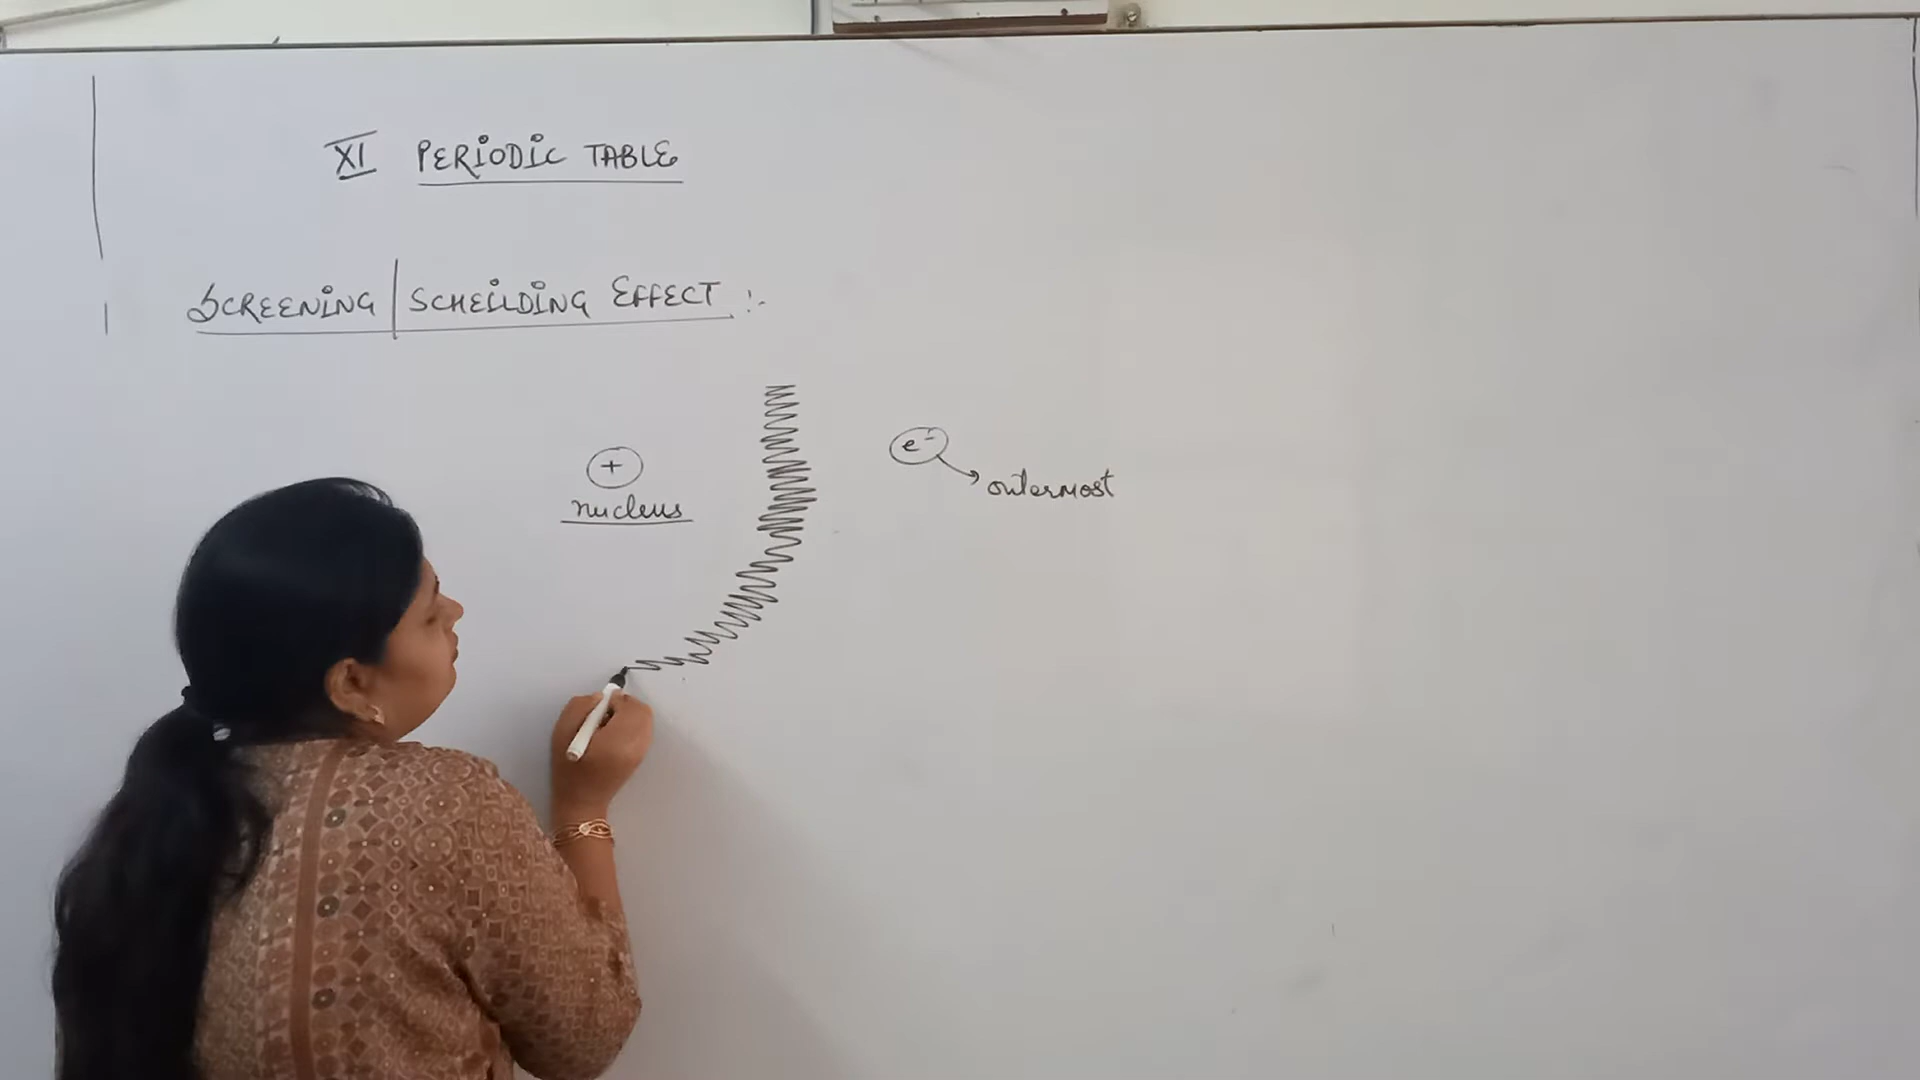 XI PERIODIC TABLE
SCREENING | SCHEILDING EFFECT :-
+
nucleus
e-
outermost